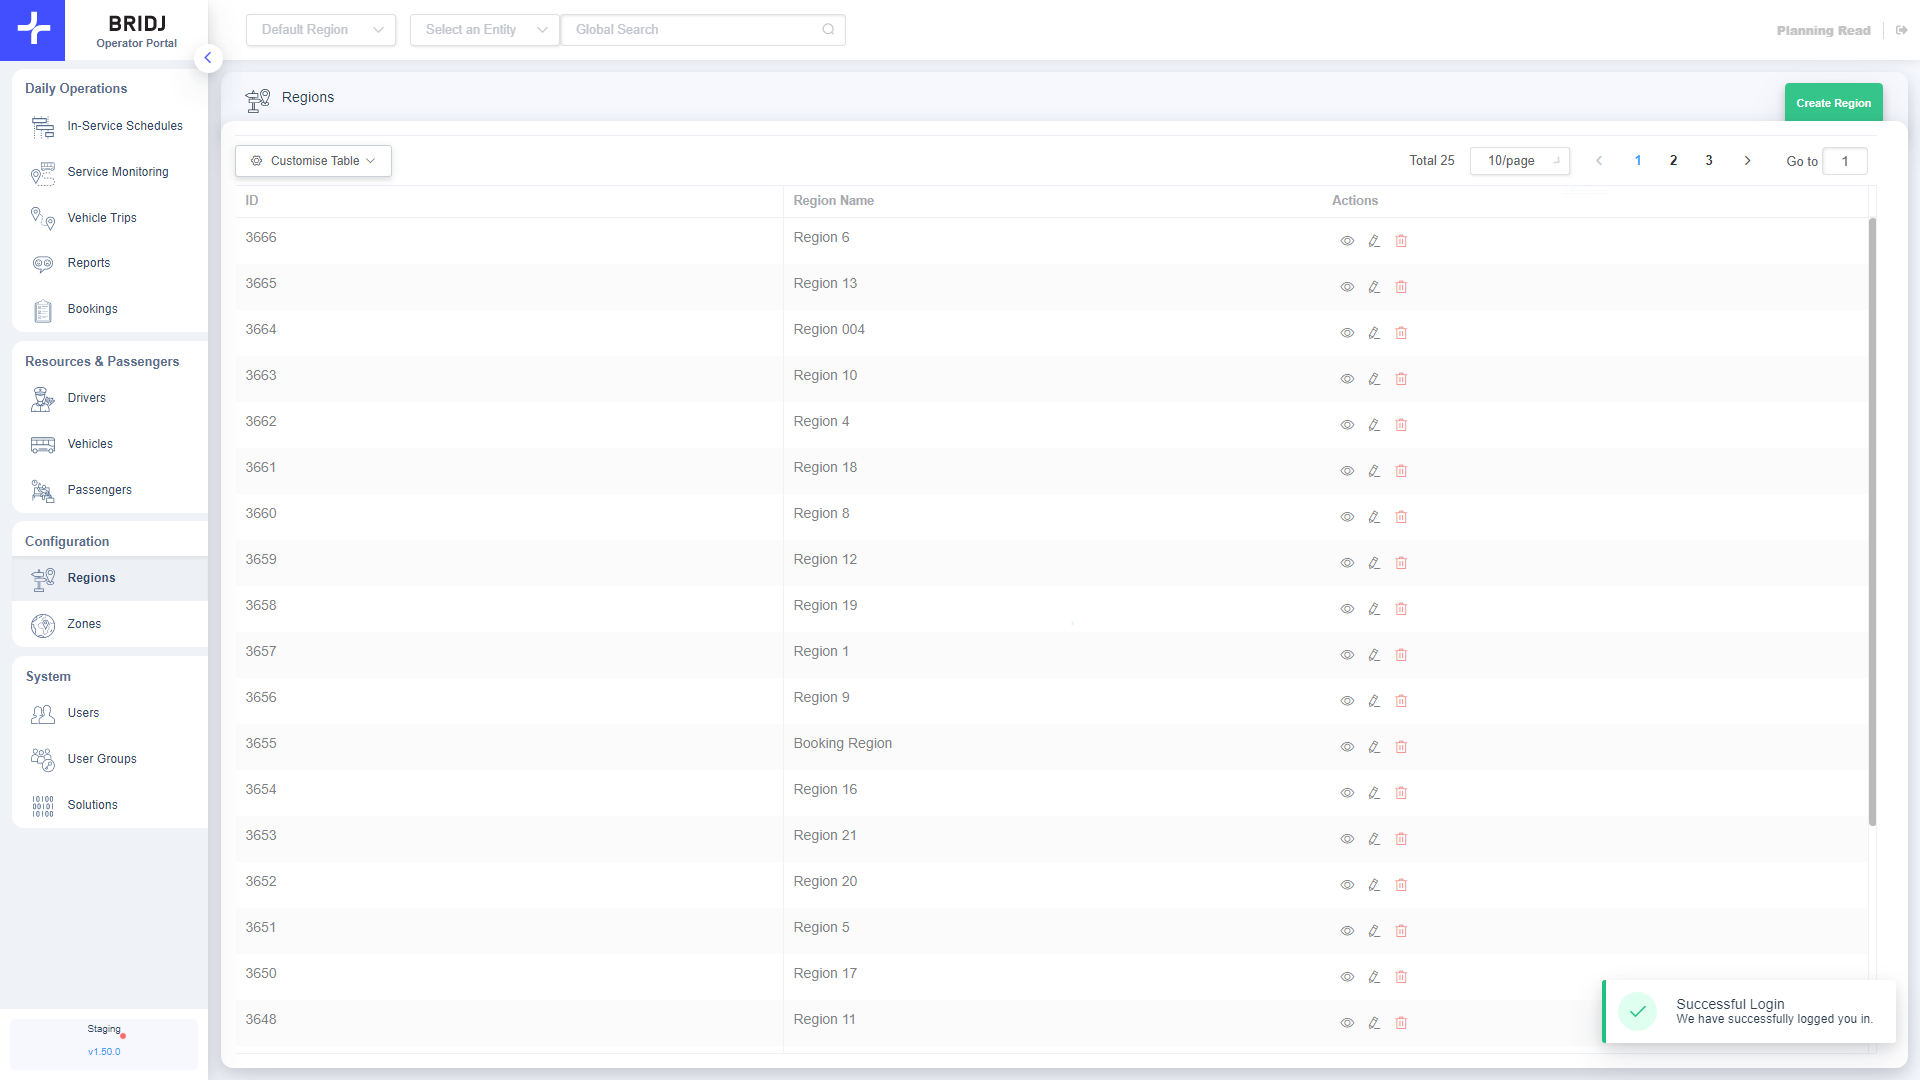 BRIDJ
Operator Portal
Default Region
Select an Entity
Global Search
Planning Read
Daily Operations
In-Service Schedules
Service Monitoring
Vehicle Trips
Reports
Bookings
Resources & Passengers
Drivers
Vehicles
Passengers
Configuration
Regions
Zones
System
Users
User Groups
Solutions
Staging
v1.50.0
Regions
Create Region
Customise Table
Total 25
10/page
1
2
3
Go to
1
ID Region Name Actions
3666 Region 6
3665 Region 13
3664 Region 004
3663 Region 10
3662 Region 4
3661 Region 18
3660 Region 8
3659 Region 12
3658 Region 19
3657 Region 1
3656 Region 9
3655 Booking Region
3654 Region 16
3653 Region 21
3652 Region 20
3651 Region 5
3650 Region 17
3648 Region 11
Successful Login
We have successfully logged you in.